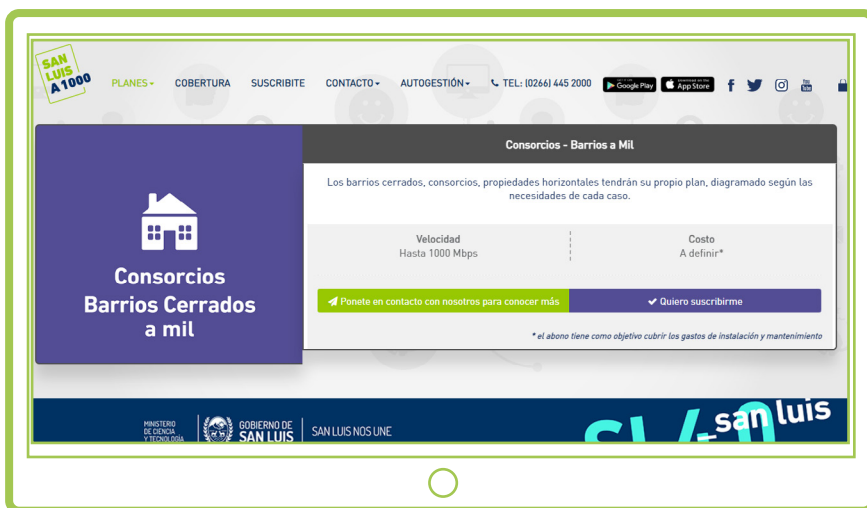 SAN
LUIS
A 1000
PLANES
COBERTURA
SUSCRIBITE
CONTACTO
AUTOGESTIÓN
TEL: (0266) 445 2000
Google Play
App Store
You
Tube
Consorcios - Barrios a Mil
Los barrios cerrados, consorcios, propiedades horizontales tendrán su propio plan, diagramado según las
necesidades de cada caso.
Consorcios
Barrios Cerrados
a mil
Velocidad
Hasta 1000 Mbps
Costo
A definir*
Ponete en contacto con nosotros para conocer más
Quiero suscribirme
* el abono tiene como objetivo cubrir los gastos de instalación y mantenimiento
MINISTERIO
DE CIENCIA
Y TECNOLOGÍA
GOBIERNO DE
SAN LUIS
SAN LUIS NOS UNE
san luis